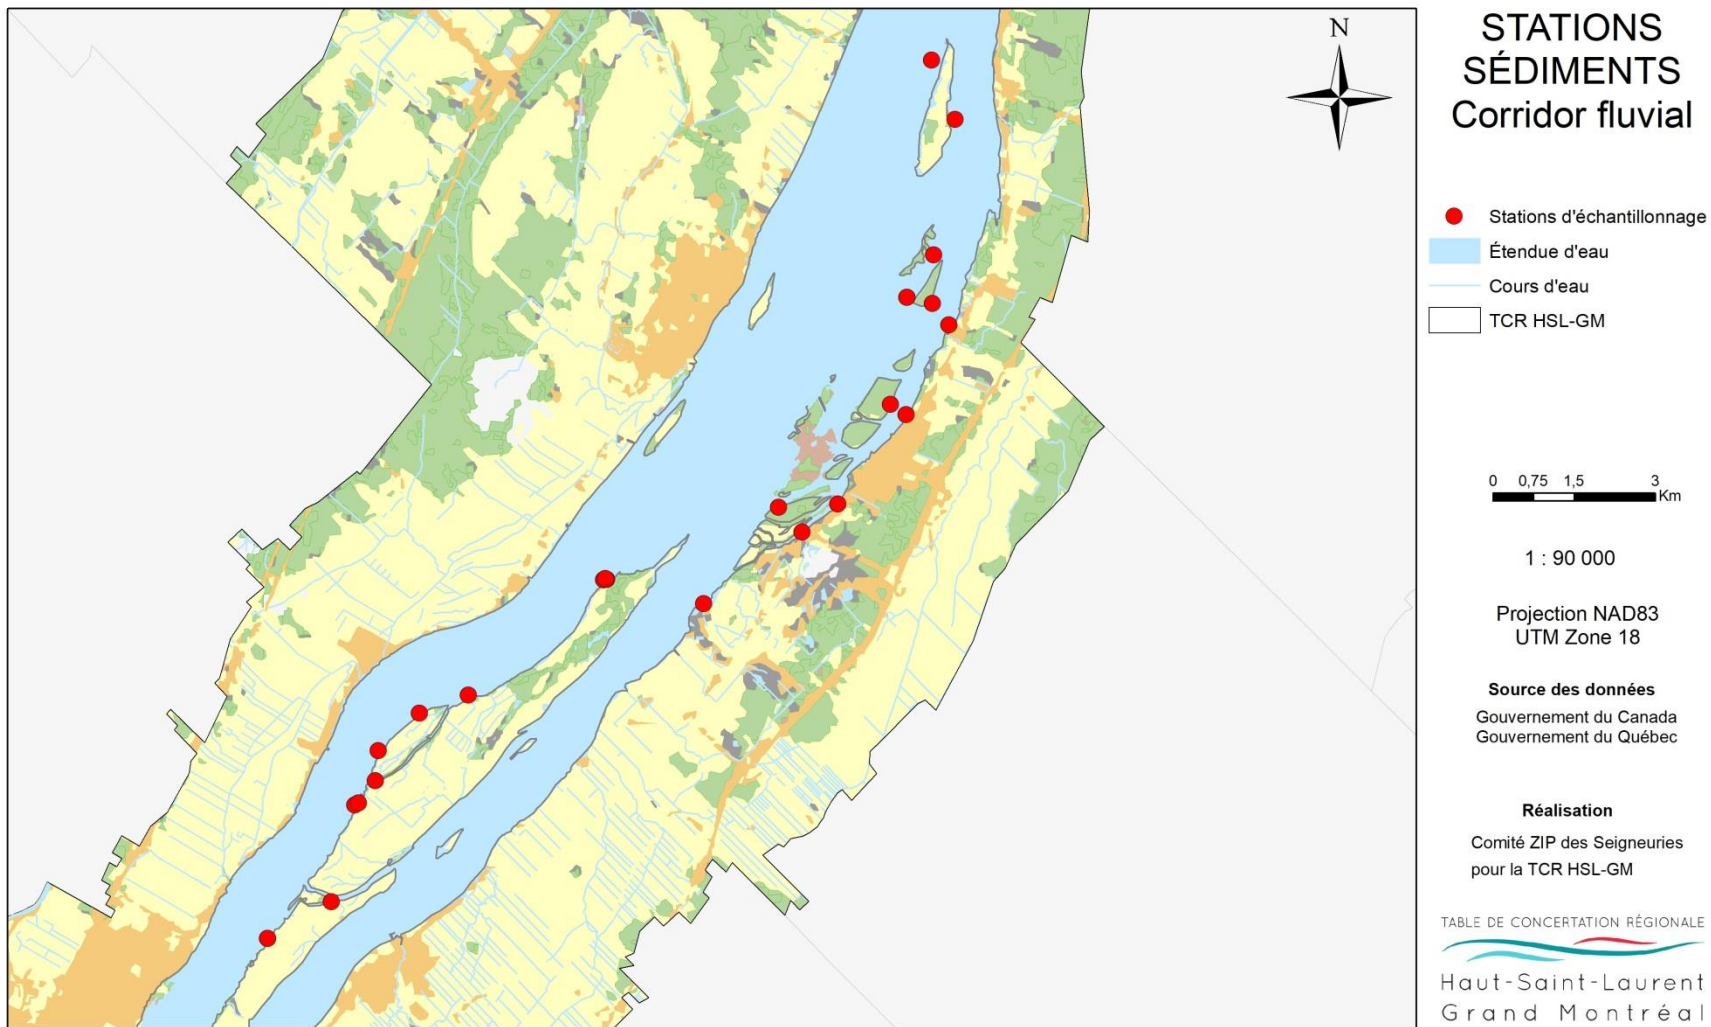 STATIONS
SÉDIMENTS
Corridor fluvial
N
Stations d'échantillonnage
Étendue d'eau
Cours d'eau
TCR HSL-GM
0 0,75 1,5 3
Km
1 : 90 000
Projection NAD83
UTM Zone 18
Source des données
Gouvernement du Canada
Gouvernement du Québec
Réalisation
Comité ZIP des Seigneuries
pour la TCR HSL-GM
TABLE DE CONCERTATION RÉGIONALE
Haut-Saint-Laurent
Grand Montréal